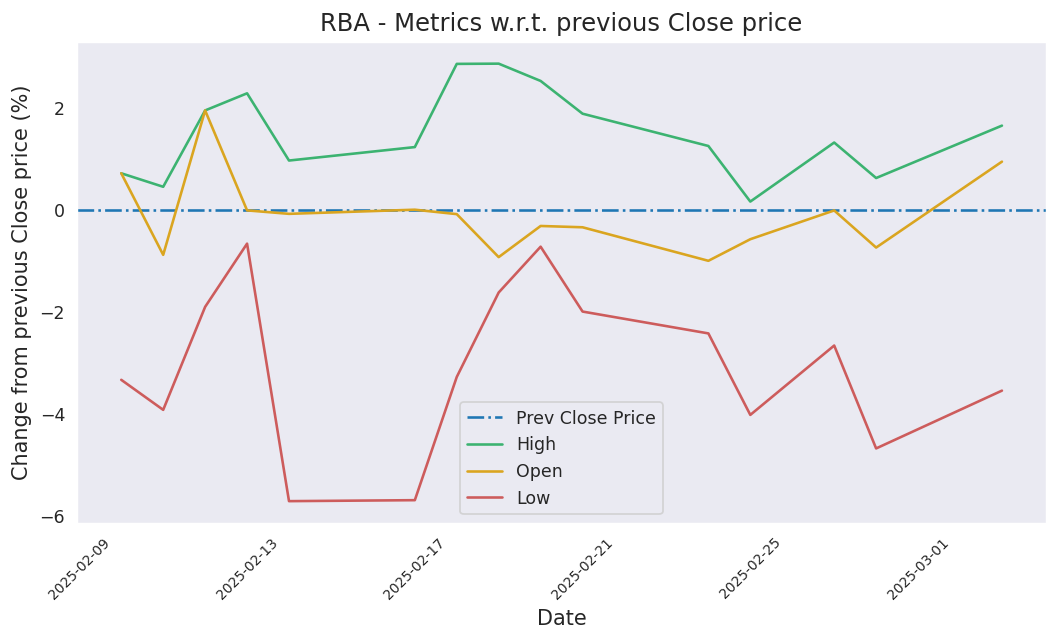 RBA - Metrics w.r.t. previous Close price
Change from previous Close price (%)
2
0
−2
−4
−6
Prev Close Price
High
Open
Low
2025-02-09
2025-02-13
2025-02-17
2025-02-21
2025-02-25
2025-03-01
Date